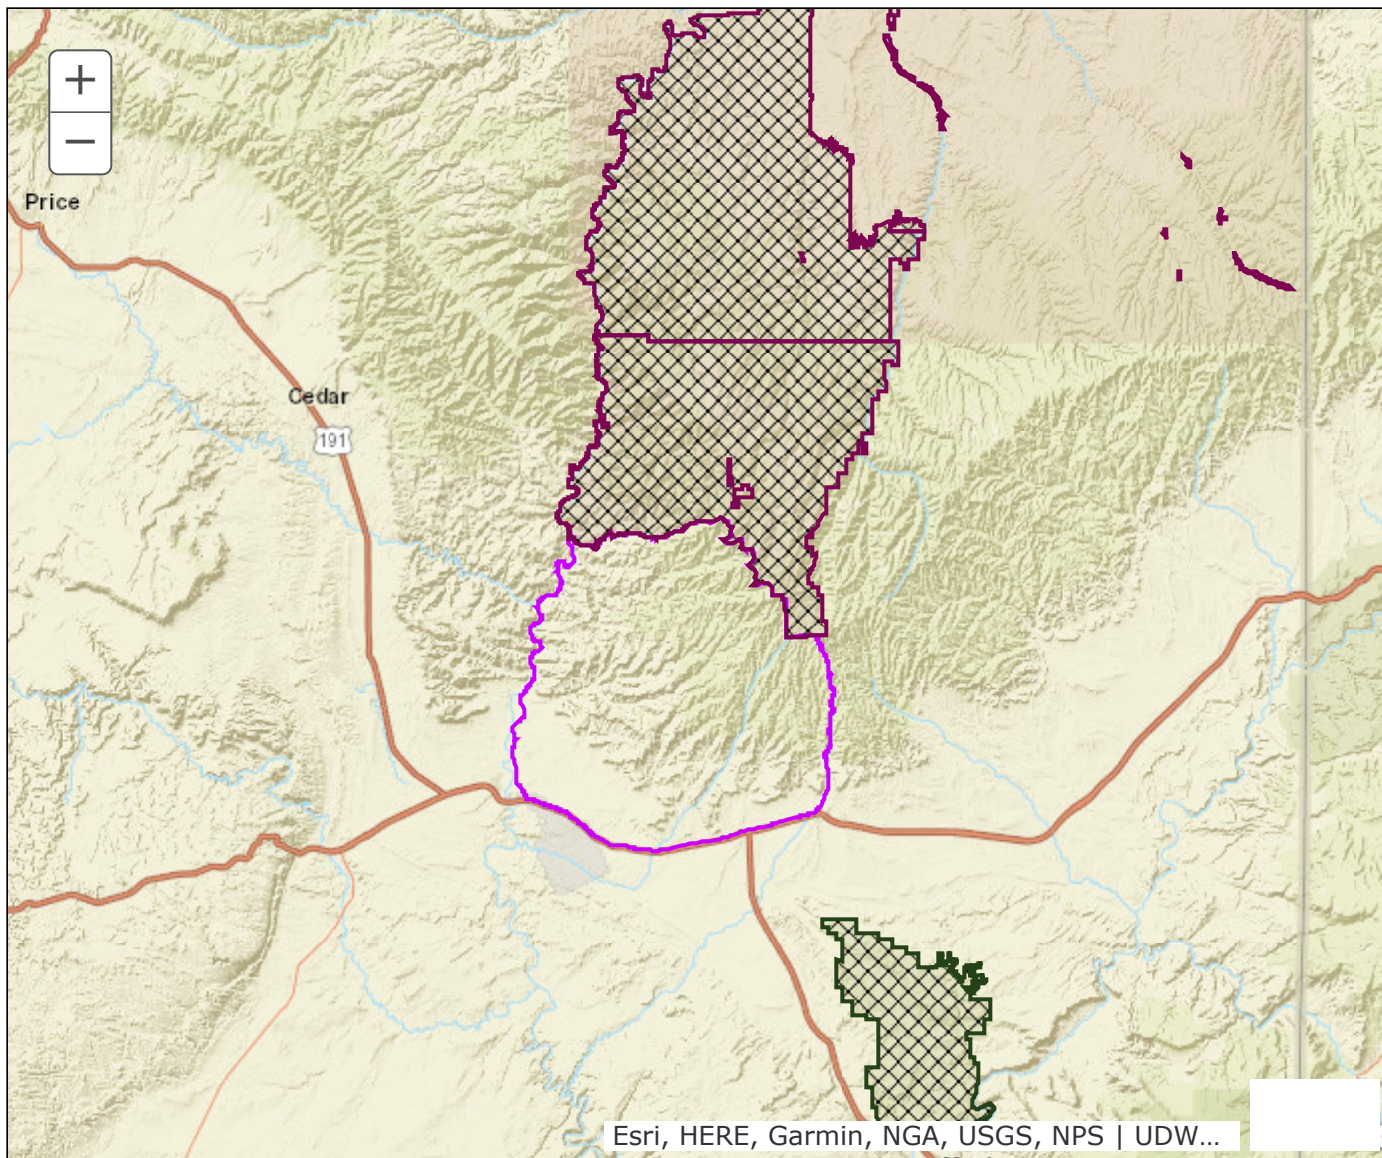 +
−
Price
Cedar
191
Esri, HERE, Garmin, NGA, USGS, NPS | UDW...